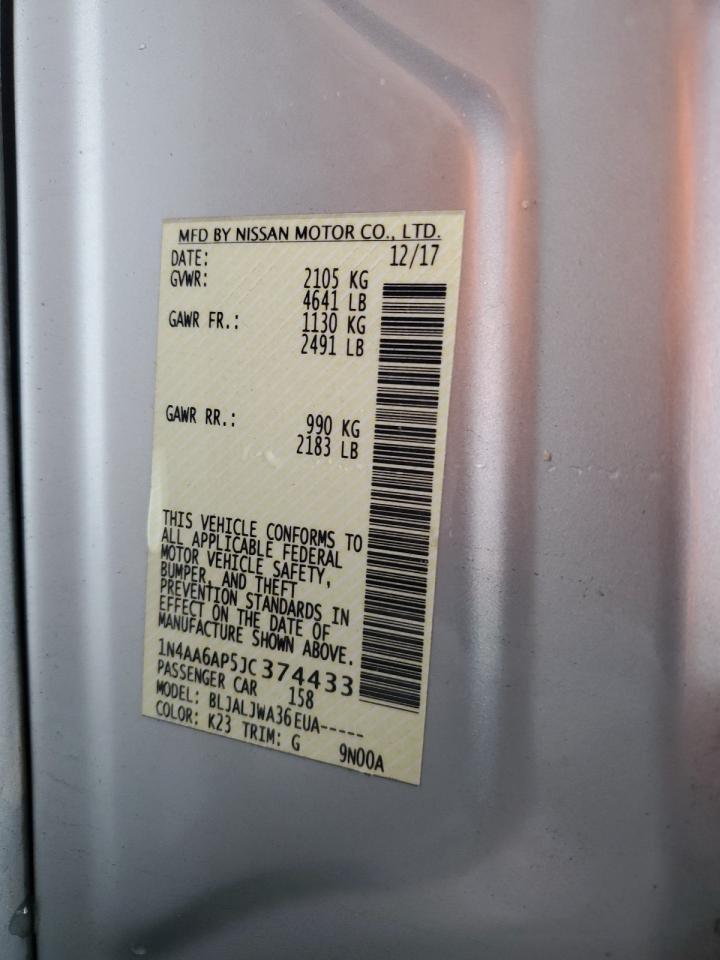 MFD BY NISSAN MOTOR CO., LTD.
DATE: 12/17
GVWR: 2105 KG
4641 LB
GAWR FR.: 1130 KG
2491 LB
GAWR RR.: 990 KG
2183 LB
THIS VEHICLE CONFORMS TO
ALL APPLICABLE FEDERAL
MOTOR VEHICLE SAFETY,
BUMPER, AND THEFT
PREVENTION STANDARDS IN
EFFECT ON THE DATE OF
MANUFACTURE SHOWN ABOVE.
1N4AA6AP5JC374433
PASSENGER CAR 158
MODEL: BLJALJWA36EUA-----
COLOR: K23 TRIM: G 9N00A